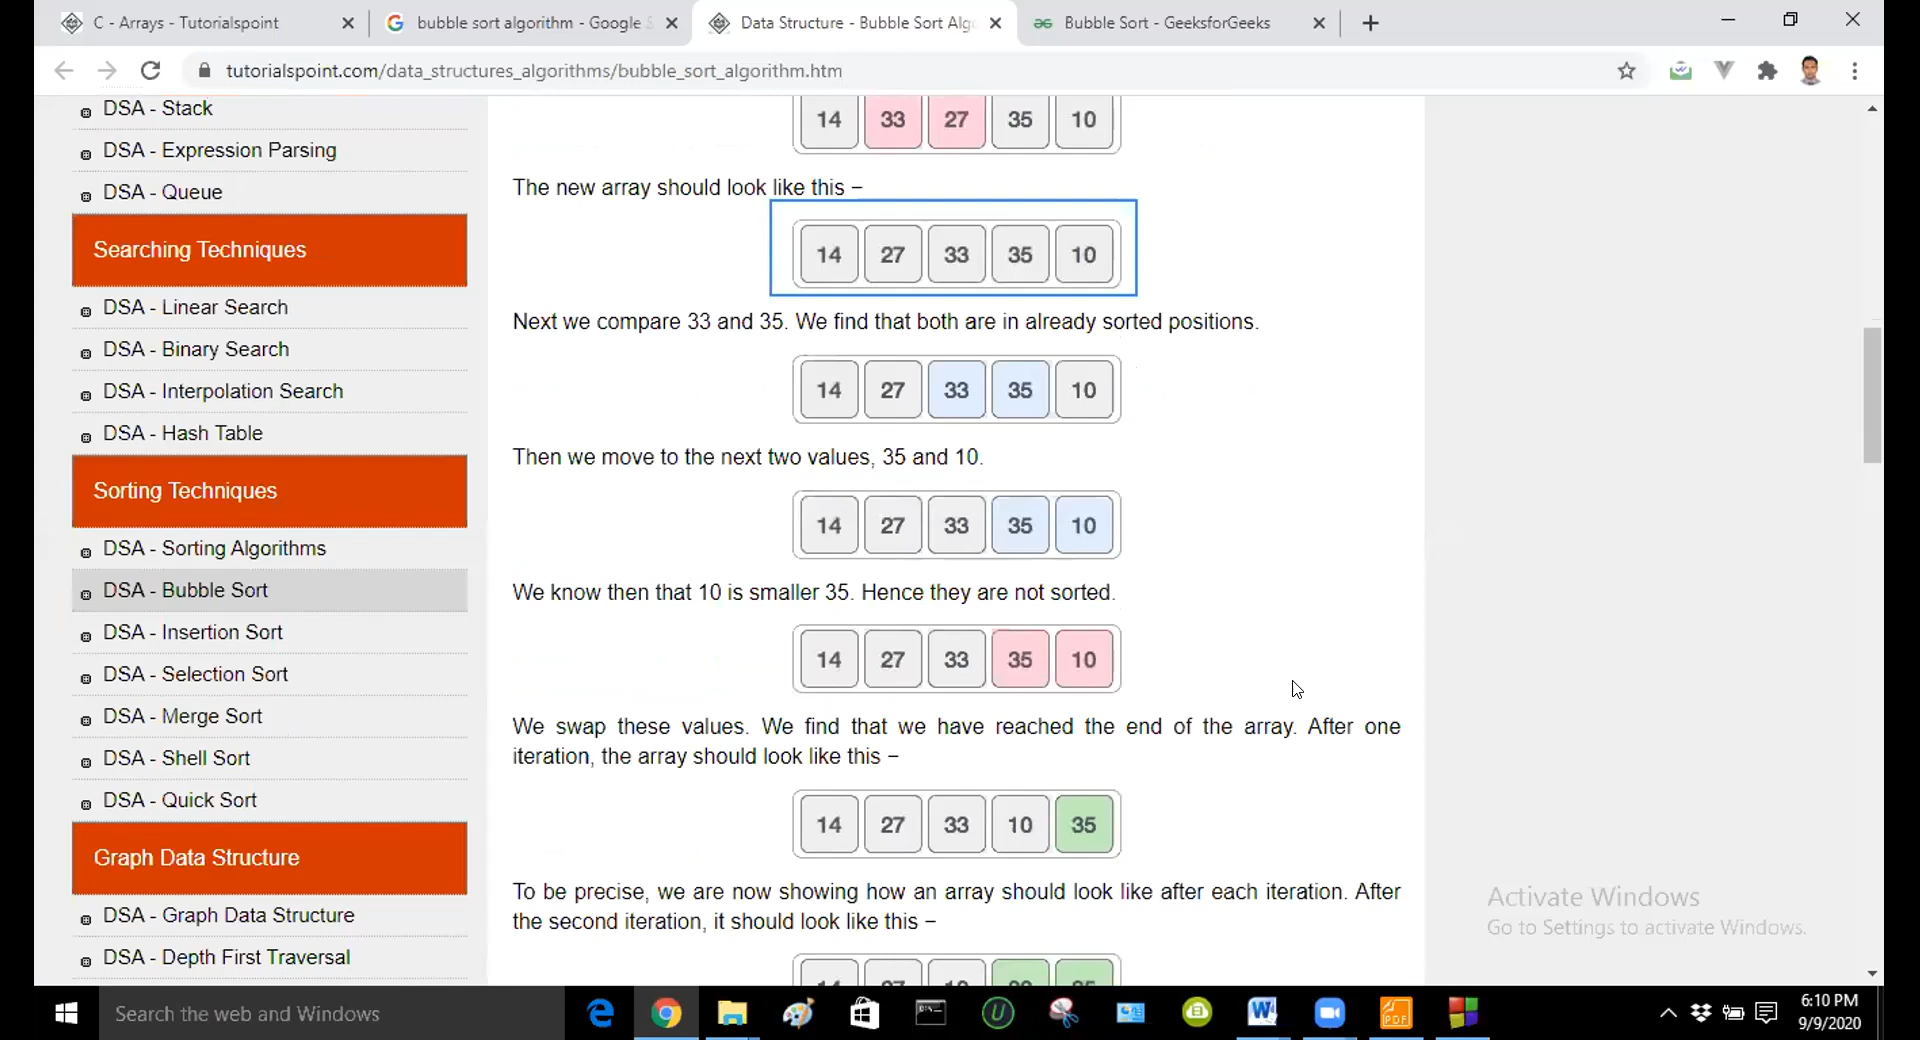 C - Arrays - Tutorialspoint
bubble sort algorithm - Google S
Data Structure - Bubble Sort Algo
Bubble Sort - GeeksforGeeks
tutorialspoint.com/data_structures_algorithms/bubble_sort_algorithm.htm
DSA - Stack
DSA - Expression Parsing
DSA - Queue
Searching Techniques
DSA - Linear Search
DSA - Binary Search
DSA - Interpolation Search
DSA - Hash Table
Sorting Techniques
DSA - Sorting Algorithms
DSA - Bubble Sort
DSA - Insertion Sort
DSA - Selection Sort
DSA - Merge Sort
DSA - Shell Sort
DSA - Quick Sort
Graph Data Structure
DSA - Graph Data Structure
DSA - Depth First Traversal
14 33 27 35 10
The new array should look like this −
14 27 33 35 10
Next we compare 33 and 35. We find that both are in already sorted positions.
14 27 33 35 10
Then we move to the next two values, 35 and 10.
14 27 33 35 10
We know then that 10 is smaller 35. Hence they are not sorted.
14 27 33 35 10
We swap these values. We find that we have reached the end of the array. After one
iteration, the array should look like this −
14 27 33 10 35
To be precise, we are now showing how an array should look like after each iteration. After
the second iteration, it should look like this −
Activate Windows
Go to Settings to activate Windows.
Search the web and Windows
6:10 PM
9/9/2020